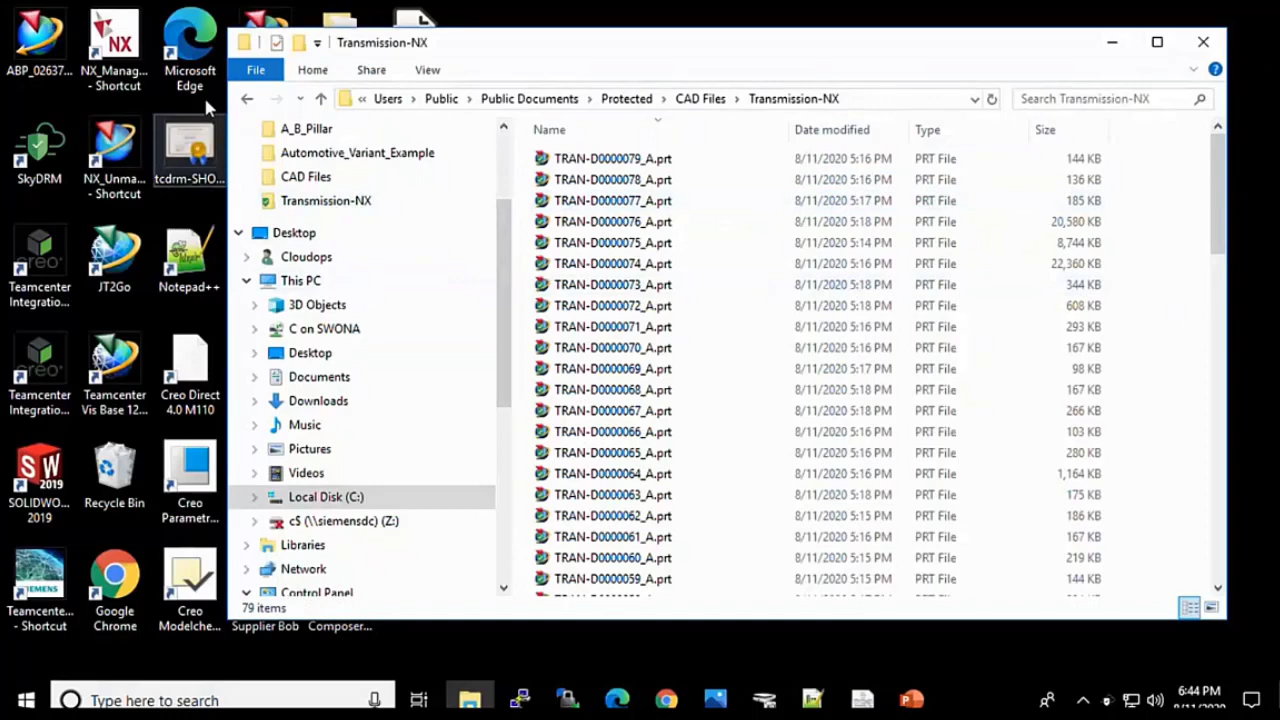 ABP_02637...
NX_Manag... - Shortcut
Microsoft Edge
SkyDRM
NX_Unma... - Shortcut
tcdrm-SHO...
Teamcenter Integratio...
JT2Go
Notepad++
Teamcenter Integratio...
Teamcenter Vis Base 12...
Creo Direct 4.0 M110
SOLIDWO... 2019
Recycle Bin
Creo Parametr...
Teamcente... - Shortcut
Google Chrome
Creo Modelche...
Supplier Bob
Composer...
Transmission-NX
File
Home
Share
View
« Users > Public > Public Documents > Protected > CAD Files > Transmission-NX
Search Transmission-NX
A_B_Pillar
Automotive_Variant_Example
CAD Files
Transmission-NX
Desktop
Cloudops
This PC
3D Objects
C on SWONA
Desktop
Documents
Downloads
Music
Pictures
Videos
Local Disk (C:)
c$ (\\siemensdc) (Z:)
Libraries
Network
Control Panel
Name Date modified Type Size
TRAN-D0000079_A.prt 8/11/2020 5:16 PM PRT File 144 KB
TRAN-D0000078_A.prt 8/11/2020 5:16 PM PRT File 136 KB
TRAN-D0000077_A.prt 8/11/2020 5:17 PM PRT File 185 KB
TRAN-D0000076_A.prt 8/11/2020 5:18 PM PRT File 20,580 KB
TRAN-D0000075_A.prt 8/11/2020 5:14 PM PRT File 8,744 KB
TRAN-D0000074_A.prt 8/11/2020 5:18 PM PRT File 22,360 KB
TRAN-D0000073_A.prt 8/11/2020 5:18 PM PRT File 344 KB
TRAN-D0000072_A.prt 8/11/2020 5:18 PM PRT File 608 KB
TRAN-D0000071_A.prt 8/11/2020 5:16 PM PRT File 293 KB
TRAN-D0000070_A.prt 8/11/2020 5:16 PM PRT File 167 KB
TRAN-D0000069_A.prt 8/11/2020 5:17 PM PRT File 98 KB
TRAN-D0000068_A.prt 8/11/2020 5:18 PM PRT File 167 KB
TRAN-D0000067_A.prt 8/11/2020 5:18 PM PRT File 266 KB
TRAN-D0000066_A.prt 8/11/2020 5:16 PM PRT File 103 KB
TRAN-D0000065_A.prt 8/11/2020 5:16 PM PRT File 280 KB
TRAN-D0000064_A.prt 8/11/2020 5:16 PM PRT File 1,164 KB
TRAN-D0000063_A.prt 8/11/2020 5:16 PM PRT File 175 KB
TRAN-D0000062_A.prt 8/11/2020 5:15 PM PRT File 186 KB
TRAN-D0000061_A.prt 8/11/2020 5:16 PM PRT File 167 KB
TRAN-D0000060_A.prt 8/11/2020 5:15 PM PRT File 219 KB
TRAN-D0000059_A.prt 8/11/2020 5:15 PM PRT File 144 KB
79 items
Type here to search
6:44 PM